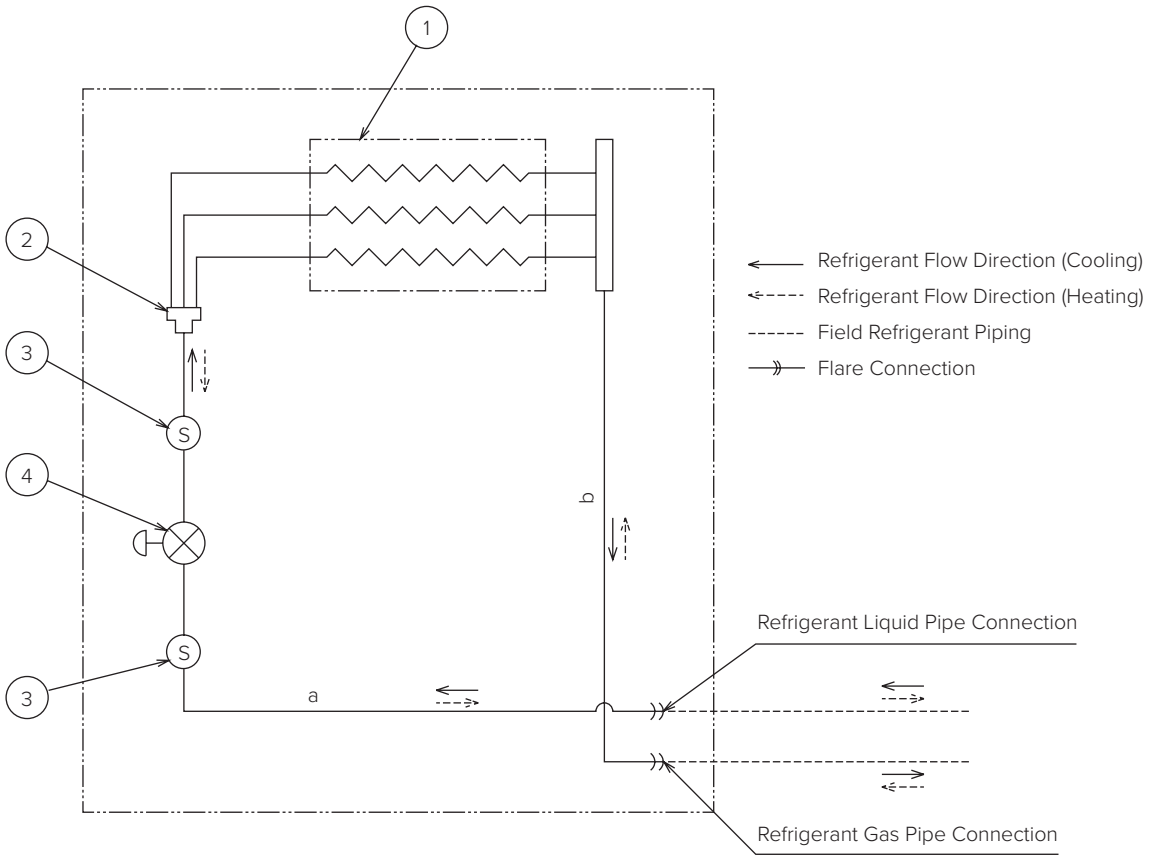 1
2
3
4
3
S
S
a
b
Refrigerant Flow Direction (Cooling)
Refrigerant Flow Direction (Heating)
Field Refrigerant Piping
Flare Connection
Refrigerant Liquid Pipe Connection
Refrigerant Gas Pipe Connection